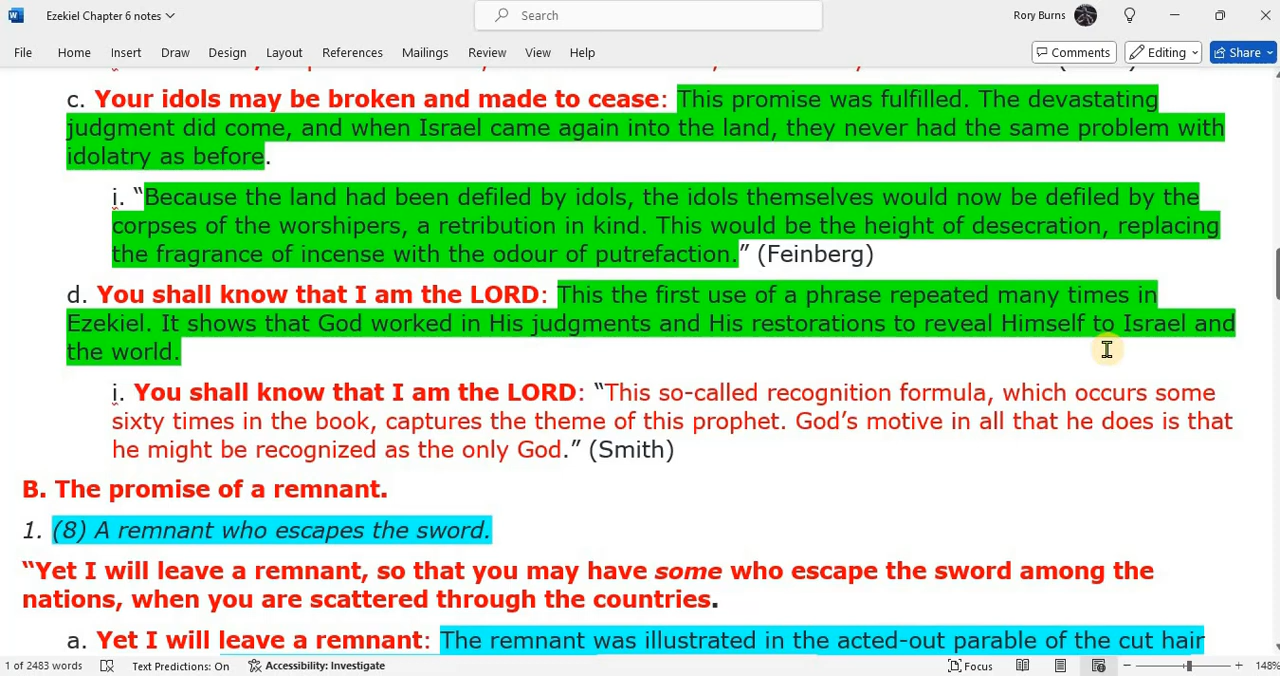 Ezekiel Chapter 6 notes
Search
Rory Burns
File Home Insert Draw Design Layout References Mailings Review View Help
Comments Editing Share
c. Your idols may be broken and made to cease: This promise was fulfilled. The devastating
judgment did come, and when Israel came again into the land, they never had the same problem with
idolatry as before.
i. “Because the land had been defiled by idols, the idols themselves would now be defiled by the
corpses of the worshipers, a retribution in kind. This would be the height of desecration, replacing
the fragrance of incense with the odour of putrefaction.” (Feinberg)
d. You shall know that I am the LORD: This the first use of a phrase repeated many times in
Ezekiel. It shows that God worked in His judgments and His restorations to reveal Himself to Israel and
the world.
i. You shall know that I am the LORD: “This so-called recognition formula, which occurs some
sixty times in the book, captures the theme of this prophet. God’s motive in all that he does is that
he might be recognized as the only God.” (Smith)
B. The promise of a remnant.
1. (8) A remnant who escapes the sword.
“Yet I will leave a remnant, so that you may have some who escape the sword among the
nations, when you are scattered through the countries.
a. Yet I will leave a remnant: The remnant was illustrated in the acted-out parable of the cut hair
1 of 2483 words Text Predictions: On Accessibility: Investigate Focus 148%